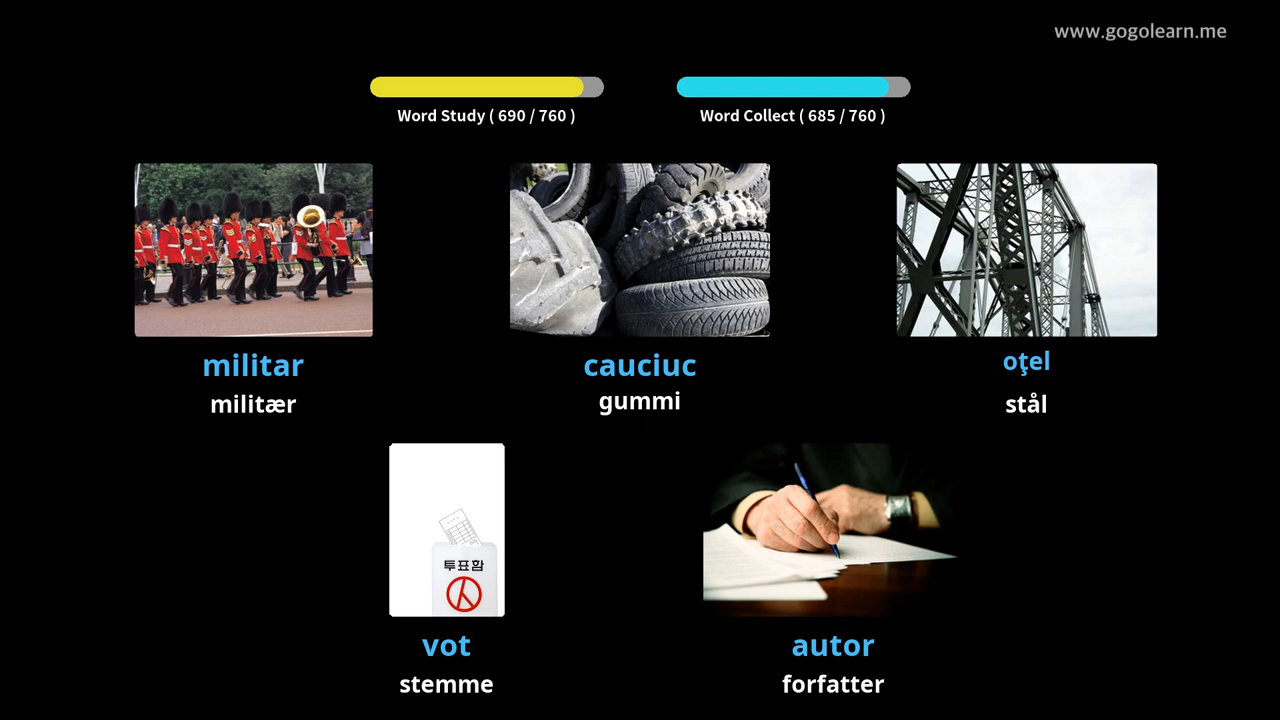 www.gogolearn.me
Word Study ( 690 / 760 )
Word Collect ( 685 / 760 )
militar
militær
cauciuc
gummi
oţel
stål
투표함
vot
stemme
autor
forfatter